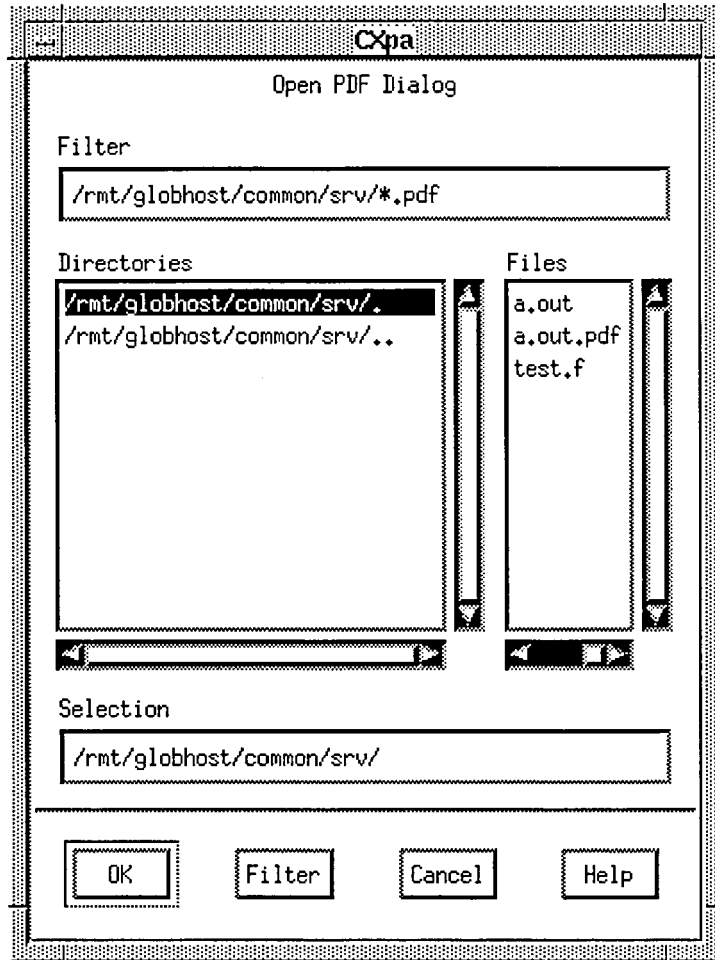 CXpa
Open PDF Dialog
Filter
/rmt/globhost/common/srv/*.pdf
Directories
/rmt/globhost/common/srv/.
/rmt/globhost/common/srv/..
Files
a.out
a.out.pdf
test.f
Selection
/rmt/globhost/common/srv/
OK
Filter
Cancel
Help